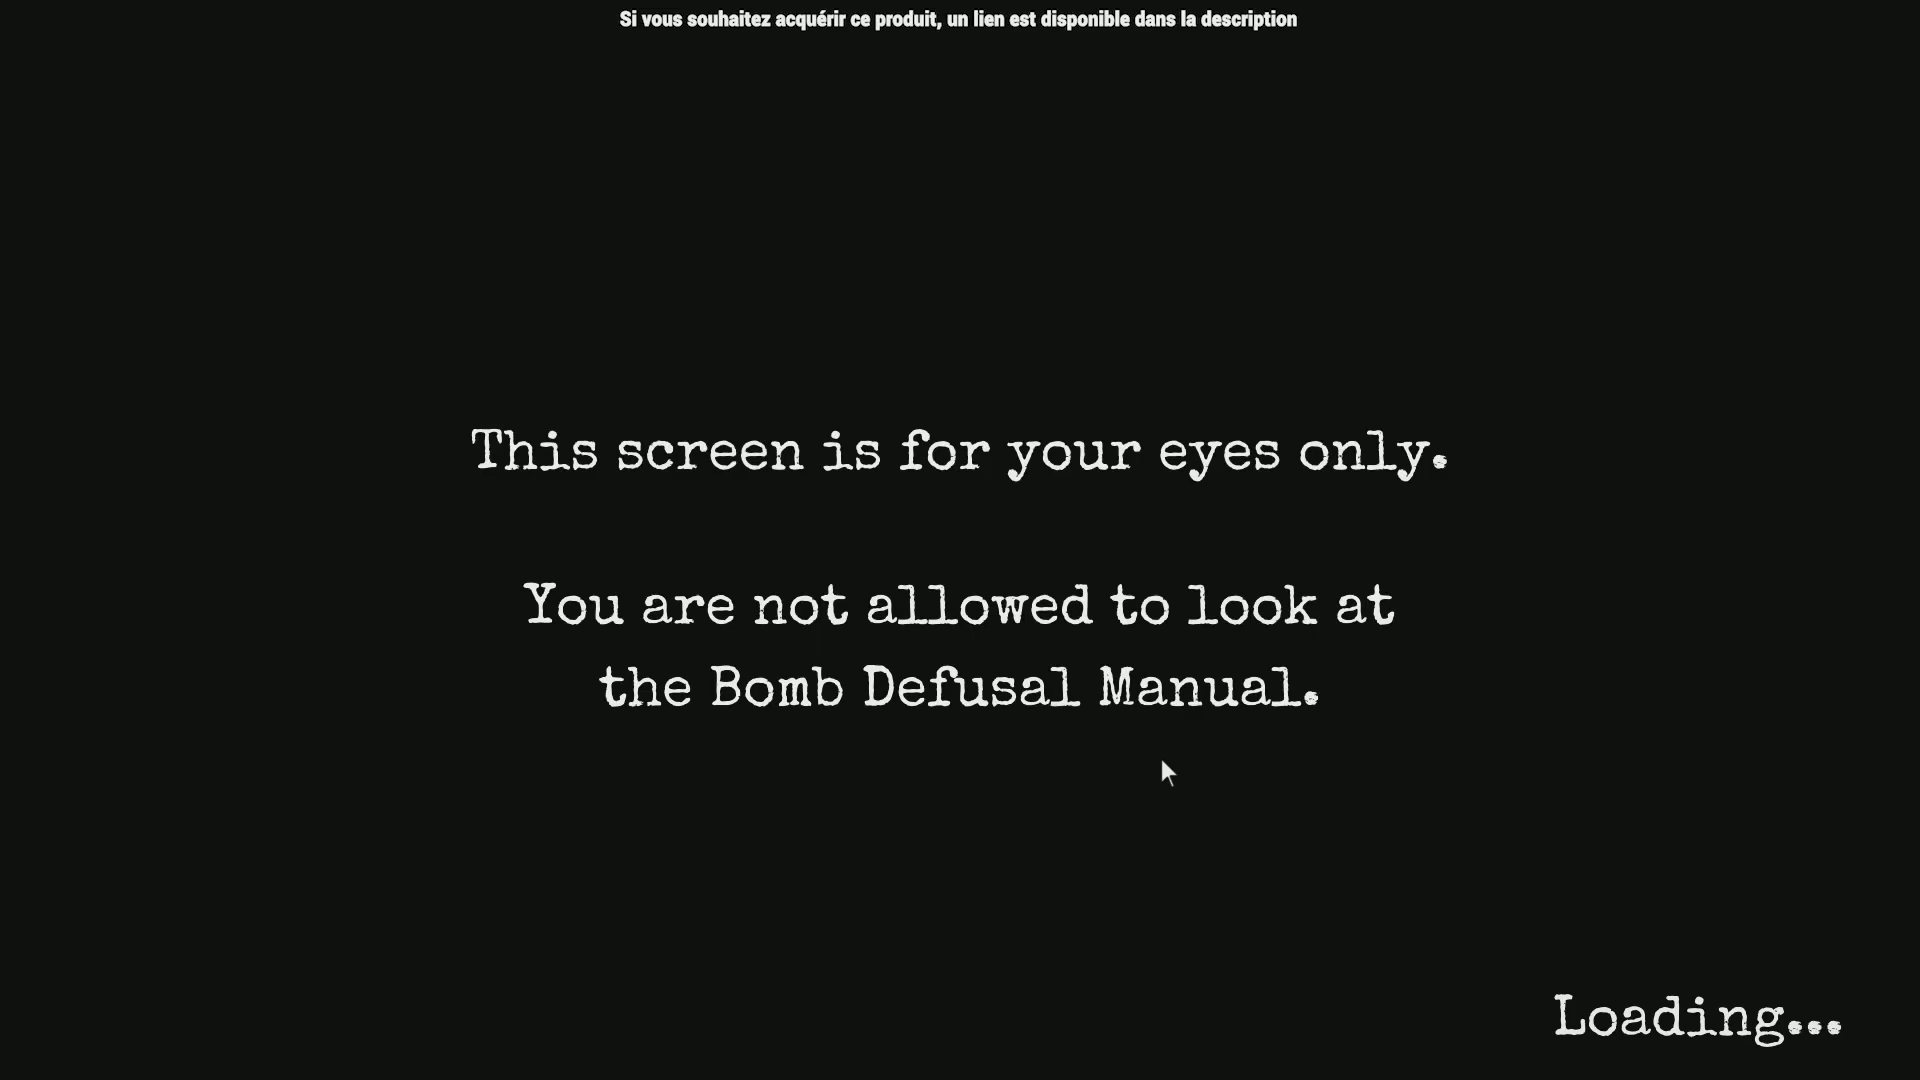 Si vous souhaitez acquérir ce produit, un lien est disponible dans la description
This screen is for your eyes only.
You are not allowed to look at
the Bomb Defusal Manual.
Loading...